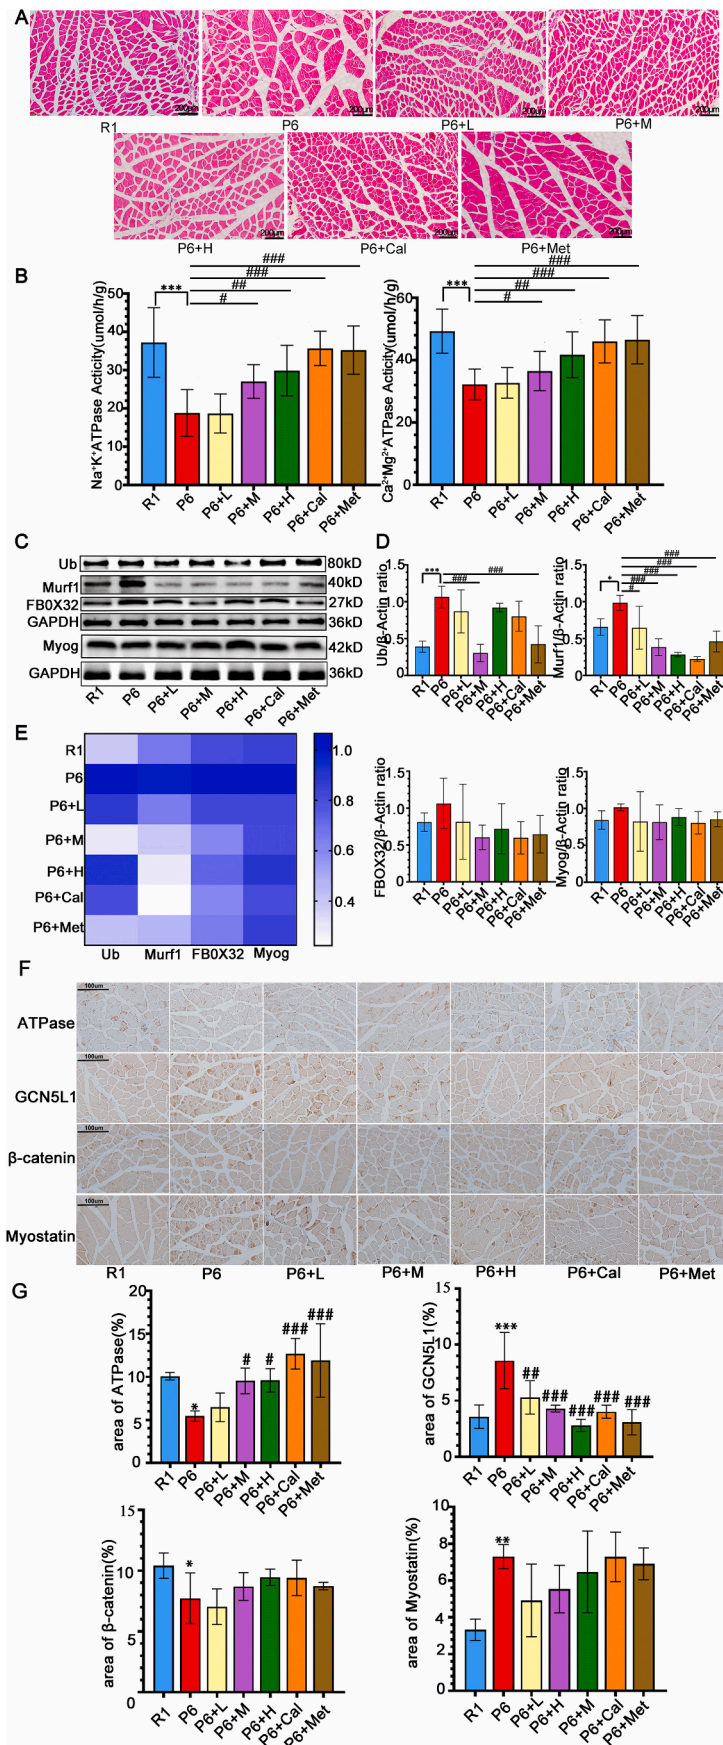 A
200μm
200μm
200μm
200μm
R1 P6 P6+L P6+M
200μm
200μm
200μm
P6+H P6+Cal P6+Met
B
Na⁺K⁺ATPase Activity(umol/h/g)
50
40
30
20
10
0
***
#
##
###
###
R1 P6 P6+L P6+M P6+H P6+Cal P6+Met
Ca²⁺Mg²⁺ATPase Activity(umol/h/g)
60
40
20
0
***
#
##
###
###
R1 P6 P6+L P6+M P6+H P6+Cal P6+Met
C
Ub 80kD
Murf1 40kD
FB0X32 27kD
GAPDH 36kD
Myog 42kD
GAPDH 36kD
R1 P6 P6+L P6+M P6+H P6+Cal P6+Met
D
Ub/β-Actin ratio
1.5
1.0
0.5
0.0
***
###
###
R1 P6 P6+L P6+M P6+H P6+Cal P6+Met
Murf1/β-Actin ratio
1.5
1.0
0.5
0.0
*
#
###
###
###
###
R1 P6 P6+L P6+M P6+H P6+Cal P6+Met
FBOX32/β-Actin ratio
1.5
1.0
0.5
0.0
R1 P6 P6+L P6+M P6+H P6+Cal P6+Met
Myog/β-Actin ratio
1.5
1.0
0.5
0.0
R1 P6 P6+L P6+M P6+H P6+Cal P6+Met
E
R1
P6
P6+L
P6+M
P6+H
P6+Cal
P6+Met
Ub Murf1 FB0X32 Myog
1.0
0.8
0.6
0.4
F
100um
ATPase
100um
GCN5L1
100um
β-catenin
100um
Myostatin
R1 P6 P6+L P6+M P6+H P6+Cal P6+Met
G
area of ATPase(%)
20
15
10
5
0
*
#
#
###
###
R1 P6 P6+L P6+M P6+H P6+Cal P6+Met
area of GCN5L1(%)
15
10
5
0
***
##
###
###
###
###
R1 P6 P6+L P6+M P6+H P6+Cal P6+Met
area of β-catenin(%)
15
10
5
0
*
R1 P6 P6+L P6+M P6+H P6+Cal P6+Met
area of Myostatin(%)
10
8
6
4
2
0
**
R1 P6 P6+L P6+H P6+M P6+Cal P6+Met